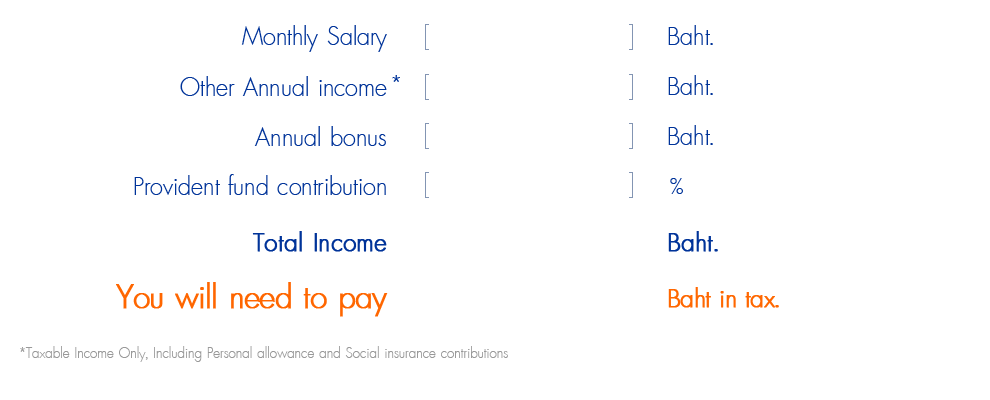 Monthly Salary [ ] Baht.
Other Annual income* [ ] Baht.
Annual bonus [ ] Baht.
Provident fund contribution [ ] %
Total Income Baht.
You will need to pay Baht in tax.
*Taxable Income Only, Including Personal allowance and Social insurance contributions